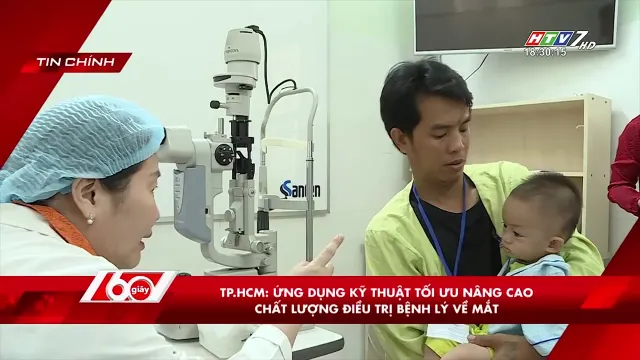 HTV7 HD
18:30:15
TIN CHÍNH
60 giây
TP.HCM: ỨNG DỤNG KỸ THUẬT TỐI ƯU NÂNG CAO
CHẤT LƯỢNG ĐIỀU TRỊ BỆNH LÝ VỀ MẮT